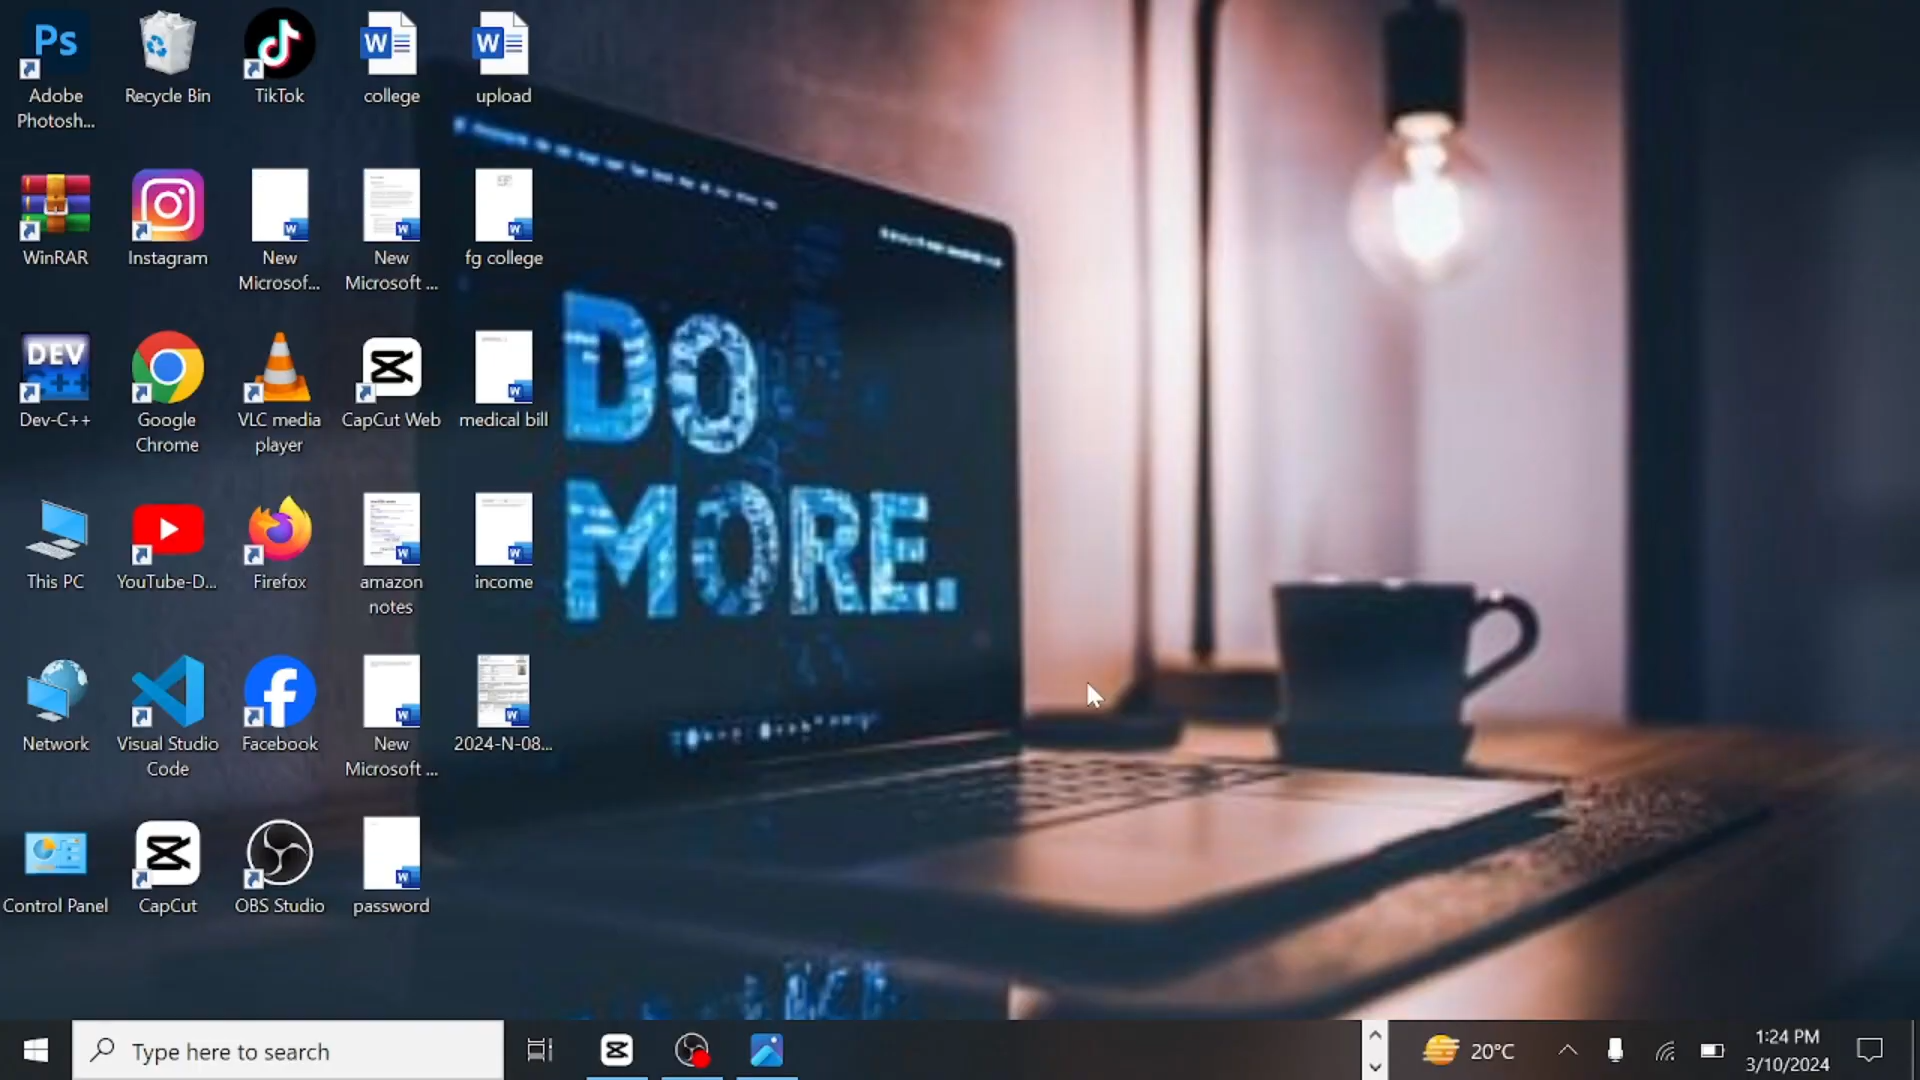 Ps
Adobe
Photosh...
Recycle Bin
TikTok
W
college
W
upload
WinRAR
Instagram
W
New
Microsof...
W
New
Microsoft ...
W
fg college
DEV
C++
Dev-C++
Google
Chrome
VLC media
player
CapCut Web
W
medical bill
This PC
YouTube-D...
Firefox
W
amazon
notes
W
income
Network
Visual Studio
Code
Facebook
W
New
Microsoft ...
W
2024-N-08...
Control Panel
CapCut
OBS Studio
W
password
DO
MORE.
Type here to search
20°C
1:24 PM
3/10/2024